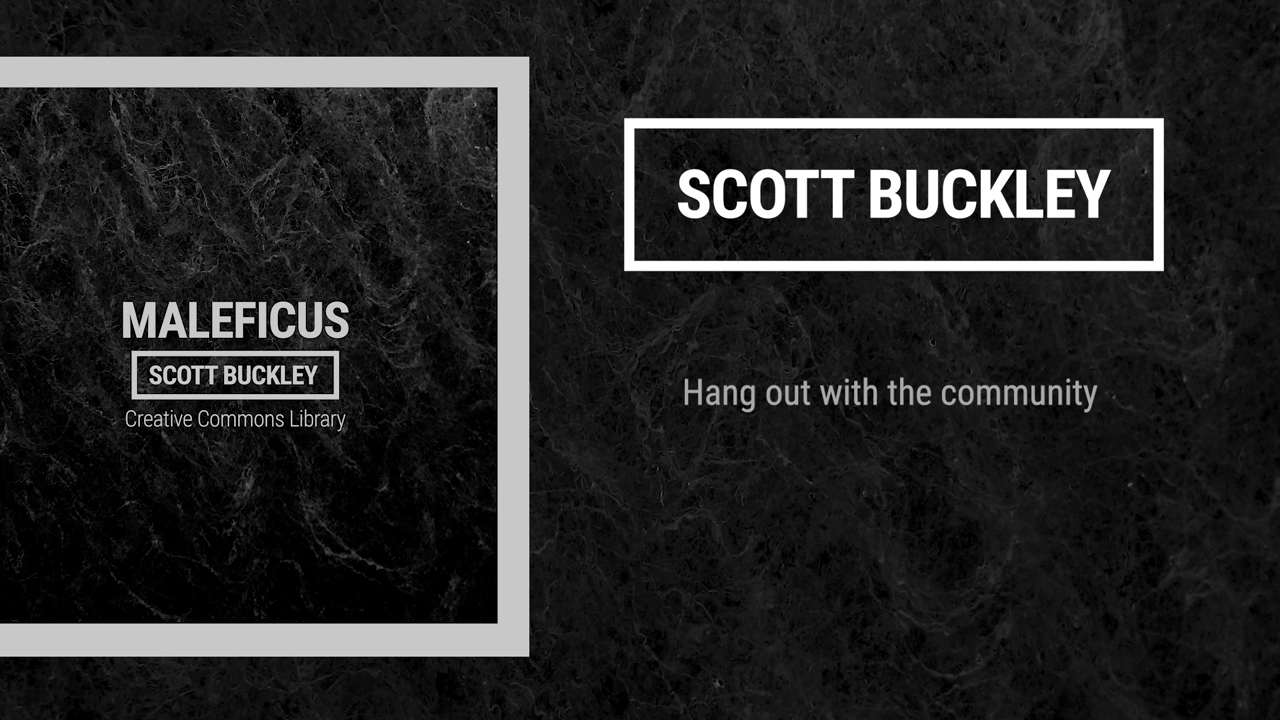 MALEFICUS
SCOTT BUCKLEY
Creative Commons Library
SCOTT BUCKLEY
Hang out with the community